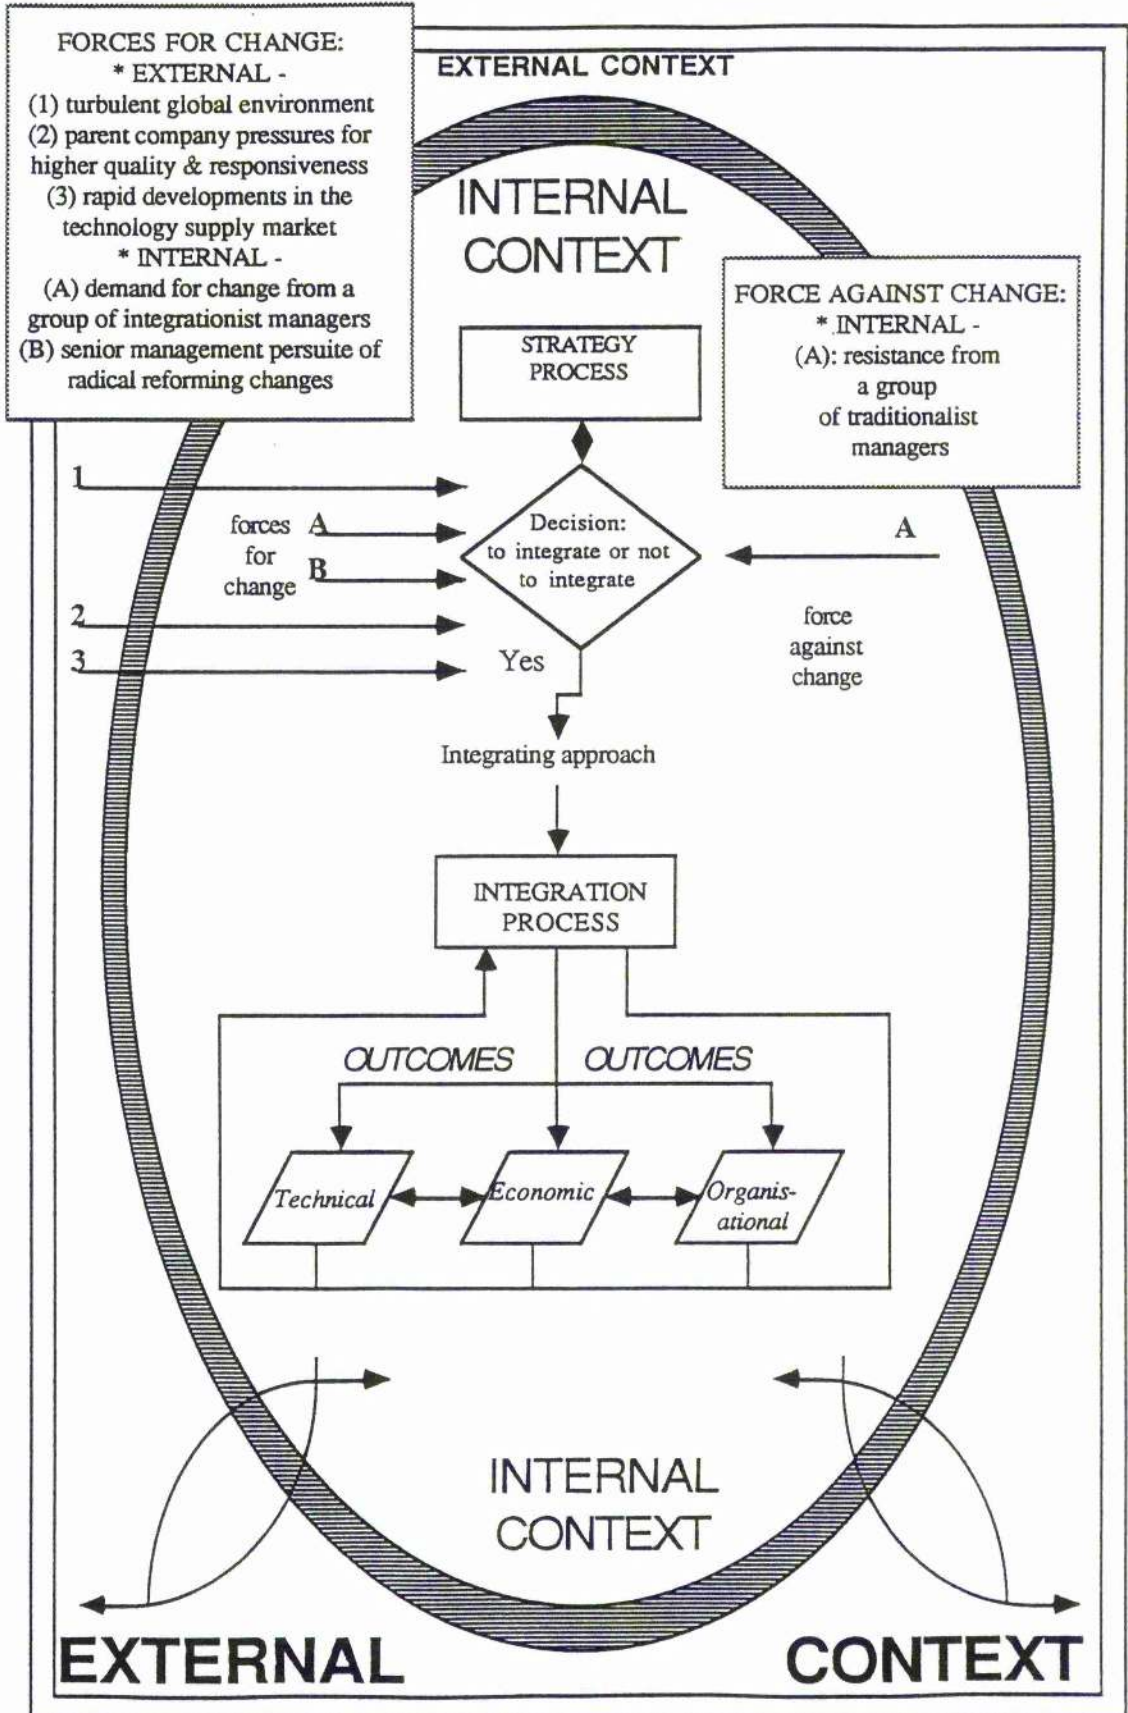 FORCES FOR CHANGE:
* EXTERNAL -
(1) turbulent global environment
(2) parent company pressures for
higher quality & responsiveness
(3) rapid developments in the
technology supply market
* INTERNAL -
(A) demand for change from a
group of integrationist managers
(B) senior management persuite of
radical reforming changes
EXTERNAL CONTEXT
INTERNAL
CONTEXT
FORCE AGAINST CHANGE:
* INTERNAL -
(A): resistance from
a group
of traditionalist
managers
STRATEGY
PROCESS
1
forces A
for
change B
2
3
Decision:
to integrate or not
to integrate
A
force
against
change
Yes
Integrating approach
INTEGRATION
PROCESS
OUTCOMES OUTCOMES
Technical
Economic
Organis-
ational
INTERNAL
CONTEXT
EXTERNAL CONTEXT